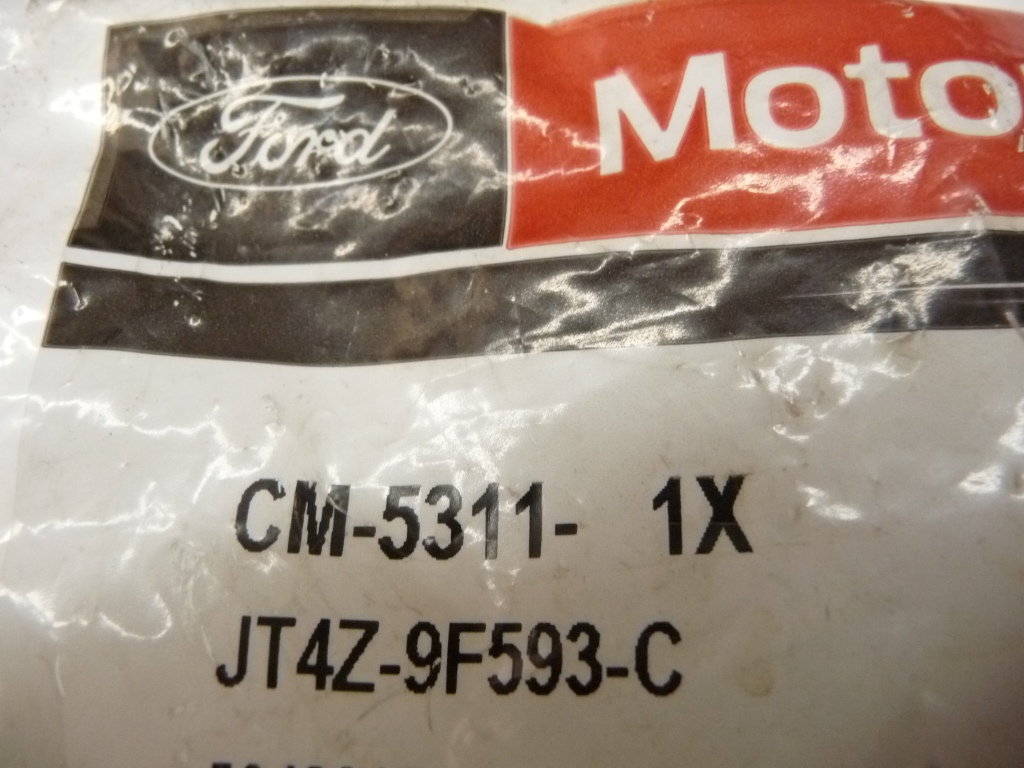 Ford Moto
CM-5311- 1X
JT4Z-9F593-C